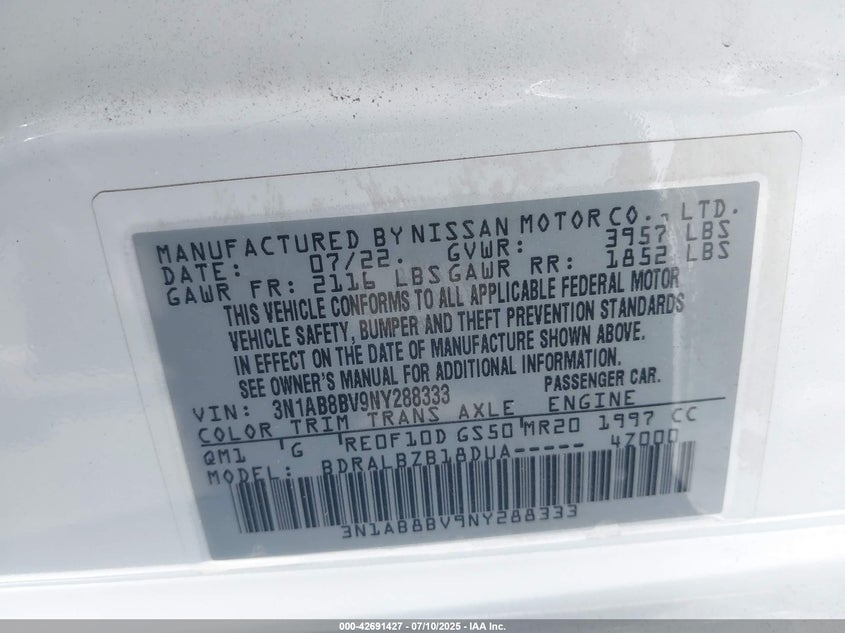 MANUFACTURED BY NISSAN MOTOR CO., LTD.
DATE: 07/22. GVWR: 3957 LBS
GAWR FR: 2116 LBS GAWR RR: 1852 LBS
THIS VEHICLE CONFORMS TO ALL APPLICABLE FEDERAL MOTOR
VEHICLE SAFETY, BUMPER AND THEFT PREVENTION STANDARDS
IN EFFECT ON THE DATE OF MANUFACTURE SHOWN ABOVE.
SEE OWNER'S MANUAL FOR ADDITIONAL INFORMATION.
VIN: 3N1AB8BV9NY288333 PASSENGER CAR.
COLOR TRIM TRANS AXLE ENGINE
QM1 G RE0F10D GS50 MR20 1997 CC
MODEL: BDRALBZB18DUA----- 4Z000
3N1AB8BV9NY288333
000-42691427 - 07/10/2025 - IAA Inc.